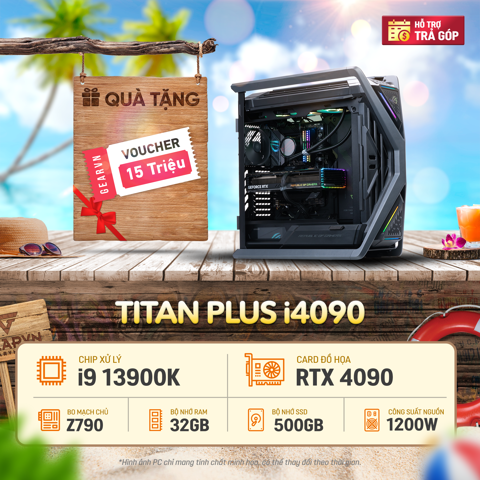 HỖ TRỢ
TRẢ GÓP
QUÀ TẶNG
GEARVN
VOUCHER
15 Triệu
GEFORCE RTX
TITAN PLUS i4090
CHIP XỬ LÝ
i9 13900K
CARD ĐỒ HỌA
RTX 4090
BO MẠCH CHỦ
Z790
BỘ NHỚ RAM
32GB
BỘ NHỚ SSD
500GB
CÔNG SUẤT NGUỒN
1200W
*Hình ảnh PC chỉ mang tính chất minh họa, có thể thay đổi theo thời gian.